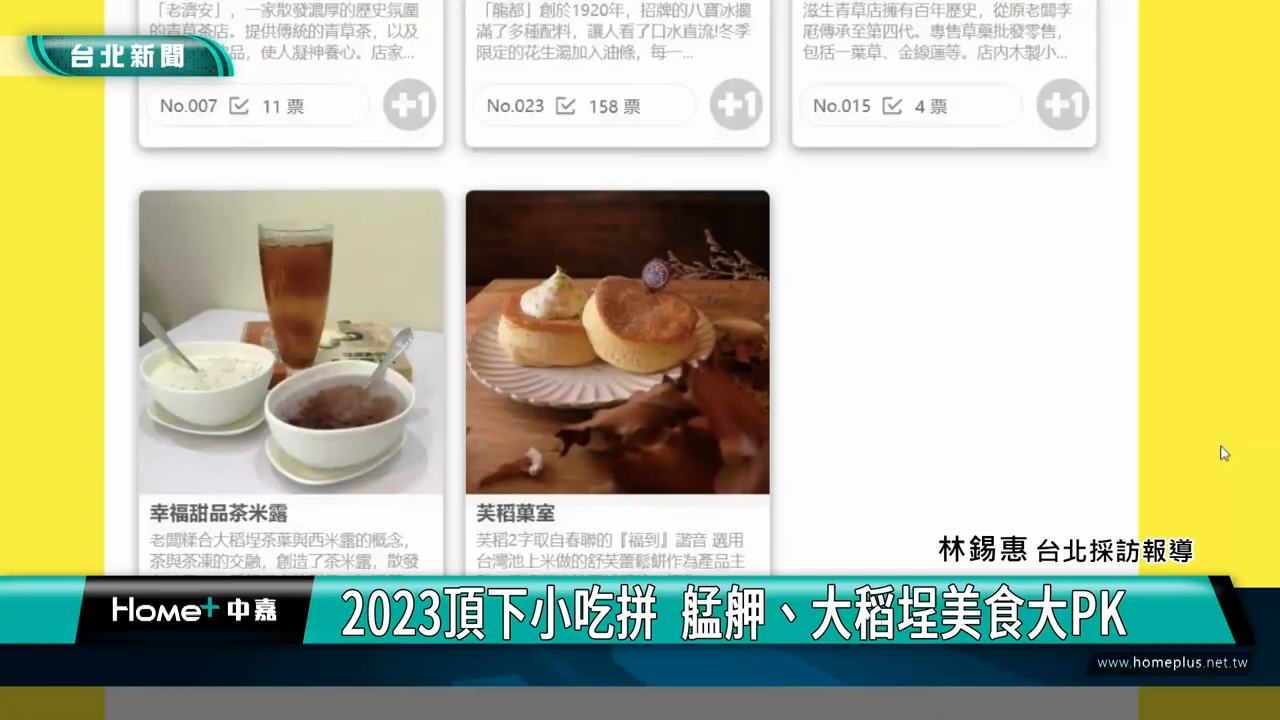 「老濟安」，一家散發濃厚的歷史氛圍
的青草茶店。提供傳統的青草茶，以及
品，使人凝神養心。店家...
No.007 11 票
+1
「龍都」創於1920年，招牌的八寶冰擺
滿了多種配料，讓人看了口水直流!冬季
限定的花生湯加入油條，每一...
No.023 158 票
+1
滋生青草店擁有百年歷史，從原老闆李
寇傳承至第四代。專售草藥批發零售，
包括一葉草、金線蓮等。店內木製小...
No.015 4 票
+1
台北新聞
幸福甜品茶米露
老闆糅合大稻埕茶葉與西米露的概念，
茶與茶凍的交融，創造了茶米露，散發
芙稻菓室
芙稻2字取自春聯的『福到』諧音 選用
台灣池上米做的舒芙蕾鬆餅作為產品主
林錫惠 台北採訪報導
Home+ 中嘉
2023頂下小吃拼 艋舺、大稻埕美食大PK
www.homeplus.net.tw